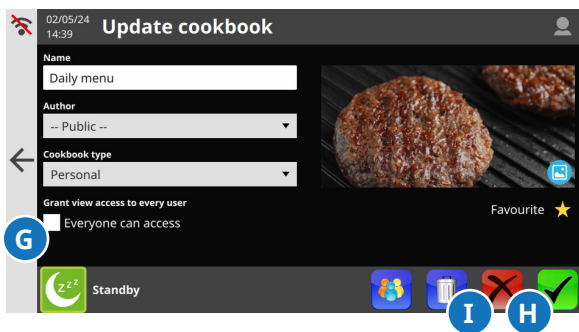 02/05/24
14:39
Update cookbook
Name
Daily menu
Author
-- Public --
Cookbook type
Personal
Grant view access to every user
Everyone can access
Favourite
G
zzz
Standby
I
H